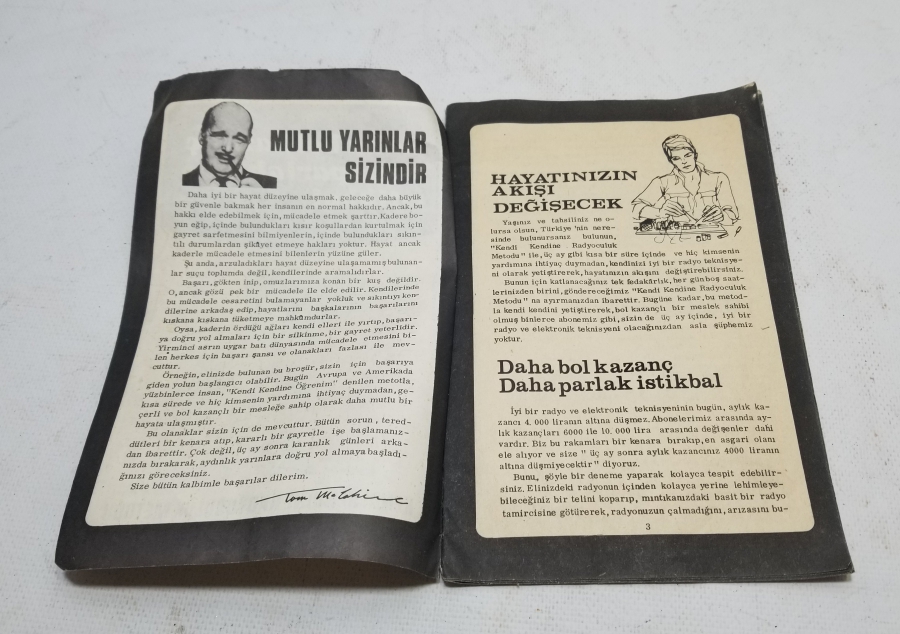 MUTLU YARINLAR
SİZİNDİR
Daha iyi bir hayat düzeyine ulaşmak, geleceğe daha büyük
bir güvenle bakmak her insanın en normal hakkıdır. Ancak, bu
hakkı elde edebilmek için, mücadele etmek şarttır. Kadere bo-
yun eğip, içinde bulundukları kısır koşullardan kurtulmak için
gayret sarfetmesini bilmiyenlerin, içinde bulundukları sıkın-
tılı durumlardan şikâyet etmeye hakları yoktur. Hayat ancak
kaderle mücadele etmesini bilenlerin yüzüne güler.
Şu anda, arzuladıkları hayat düzeyine ulaşamamış bulunan-
lar suçu toplumda değil, kendilerinde aramalıdırlar.
Başarı, gökten inip, omuzlarımıza konan bir kuş değildir.
O, ancak gözü pek bir mücadele ile elde edilir. Kendilerinde
bu mücadele cesaretini bulamayanlar yokluk ve sıkıntıyı ken-
dilerine arkadaş edip, hayatlarını başkalarının başarılarını
kıskana kıskana tüketmeye mahkûmdurlar.
Oysa, kaderin ördüğü ağları kendi elleri ile yırtıp, başarı-
ya doğru yol almaları için bir silkinme, bir gayret yeterlidir.
Yirminci asrın uygar batı dünyasında mücadele etmesini bi-
len herkes için başarı şansı ve olanakları fazlası ile mev-
cuttur.
Örneğin, elinizde bulunan bu broşür, sizin için başarıya
giden yolun başlangıcı olabilir. Bugün Avrupa ve Amerikada
yüzbinlerce insan, "Kendi Kendine Öğrenim" denilen metotla,
kısa sürede ve hiç kimsenin yardımına ihtiyaç duymadan, ge-
çerli ve bol kazançlı bir mesleğe sahip olarak daha mutlu bir
hayata ulaşmıştır.
Bu olanaklar sizin için de mevcuttur. Bütün sorun, tered-
dütleri bir kenara atıp, kararlı bir gayretle işe başlamanız-
dan ibarettir. Çok değil, üç ay sonra karanlık günleri arka-
nızda bırakarak, aydınlık yarınlara doğru yol almaya başladı-
ğınızı göreceksiniz.
Size bütün kalbimle başarılar dilerim.
HAYATINIZIN
AKIŞI
DEĞİŞECEK
Yaşınız ve tahsiliniz ne o-
lursa olsun, Türkiye'nin nere-
sinde bulunursanız bulunun,
"Kendi Kendine Radyoculuk
Metodu" ile, üç ay gibi kısa bir süre içinde ve hiç kimsenin
yardımına ihtiyaç duymadan, kendinizi iyi bir radyo teknisye-
ni olarak yetiştirerek, hayatınızın akışını değiştirebilirsiniz.
Bunun için katlanacağınız tek fedakârlık, her gün boş saat-
lerinizden birini, göndereceğimiz "Kendi Kendine Radyoculuk
Metodu" na ayırmanızdan ibarettir. Bugüne kadar, bu metod-
la kendi kendini yetiştirerek, bol kazançlı bir meslek sahibi
olmuş binlerce abonemiz gibi, sizin de üç ay içinde, iyi bir
radyo ve elektronik teknisyeni olacağınızdan asla şüphemiz
yoktur.
Daha bol kazanç
Daha parlak istikbal
İyi bir radyo ve elektronik teknisyeninin bugün, aylık ka-
zancı 4.000 liranın altına düşmez. Abonelerimiz arasında ay-
lık kazançları 6000 ile 10.000 lira arasında değişenler dahi
vardır. Biz bu rakamları bir kenara bırakıp, en asgari olanı
ele alıyor ve size " üç ay sonra aylık kazancınız 4000 liranın
altına düşmiyecektir" diyoruz.
Bunu, şöyle bir deneme yaparak kolayca tespit edebilir-
siniz. Elinizdeki radyonun içinden kolayca yerine lehimleye-
bileceğiniz bir telini koparıp, mıntıkanızdaki basit bir radyo
tamircisine götürerek, radyonuzun çalmadığını, arızasını bu-
3